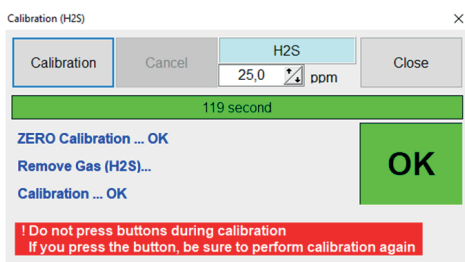 Calibration (H2S)
Calibration
Cancel
H2S
25,0 ppm
Close
119 second
ZERO Calibration ... OK
Remove Gas (H2S)...
Calibration ... OK
OK
! Do not press buttons during calibration
If you press the button, be sure to perform calibration again